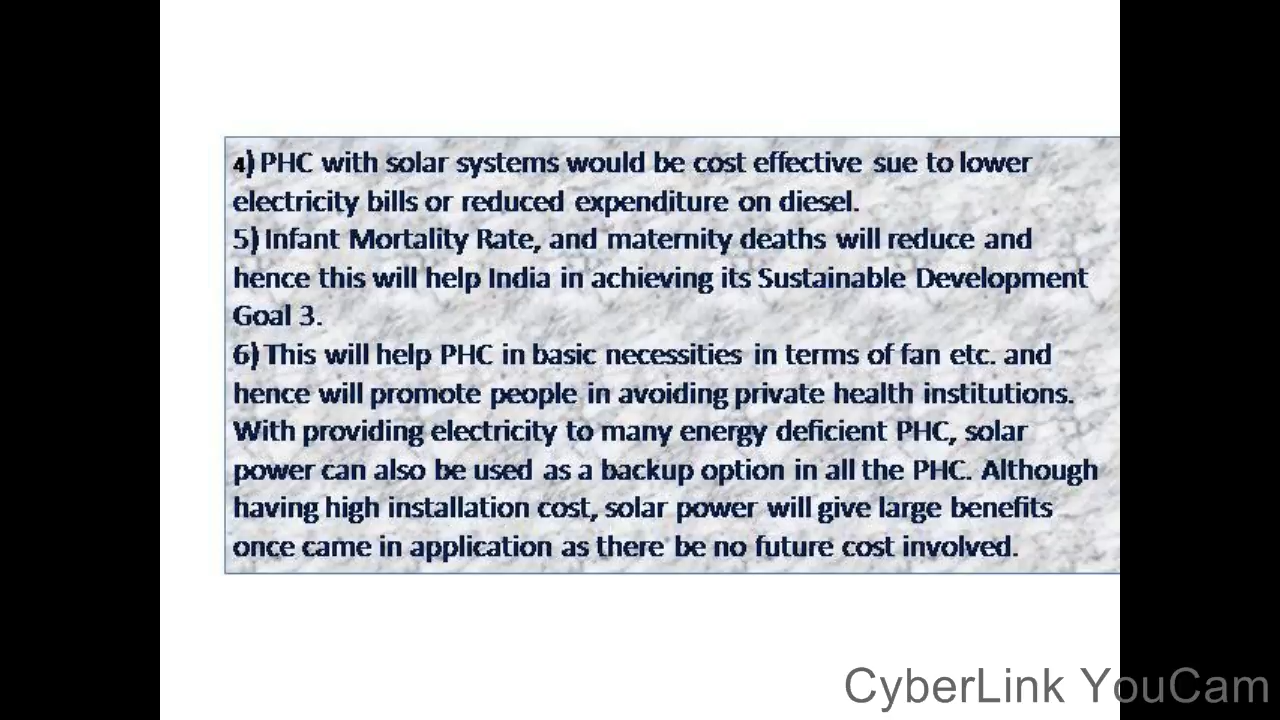 4) PHC with solar systems would be cost effective sue to lower
electricity bills or reduced expenditure on diesel.
5) Infant Mortality Rate, and maternity deaths will reduce and
hence this will help India in achieving its Sustainable Development
Goal 3.
6) This will help PHC in basic necessities in terms of fan etc. and
hence will promote people in avoiding private health institutions.
With providing electricity to many energy deficient PHC, solar
power can also be used as a backup option in all the PHC. Although
having high installation cost, solar power will give large benefits
once came in application as there be no future cost involved.
CyberLink YouCam